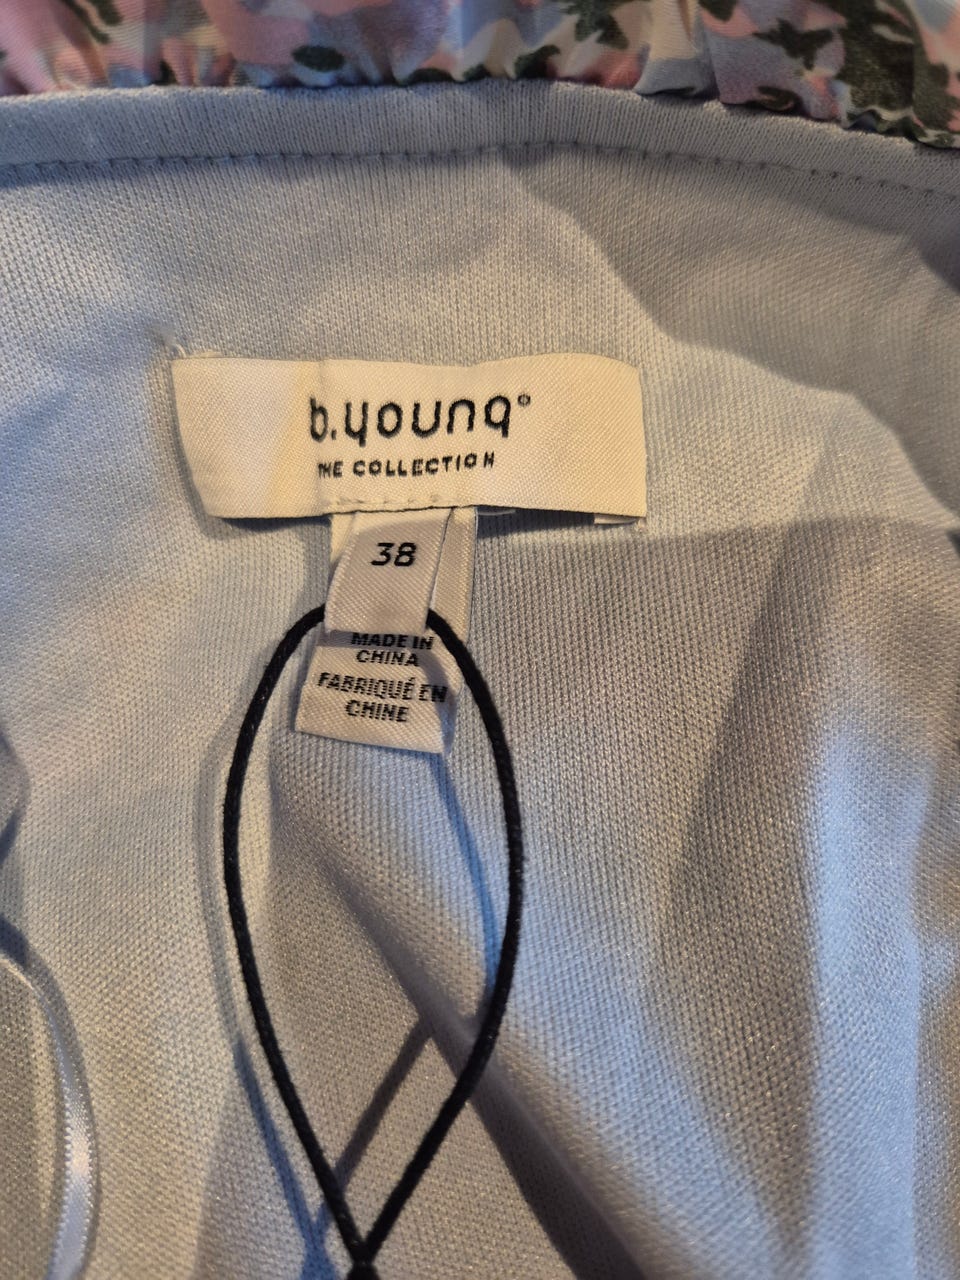 b.young®
THE COLLECTION
38
MADE IN
CHINA
FABRIQUÉ EN
CHINE